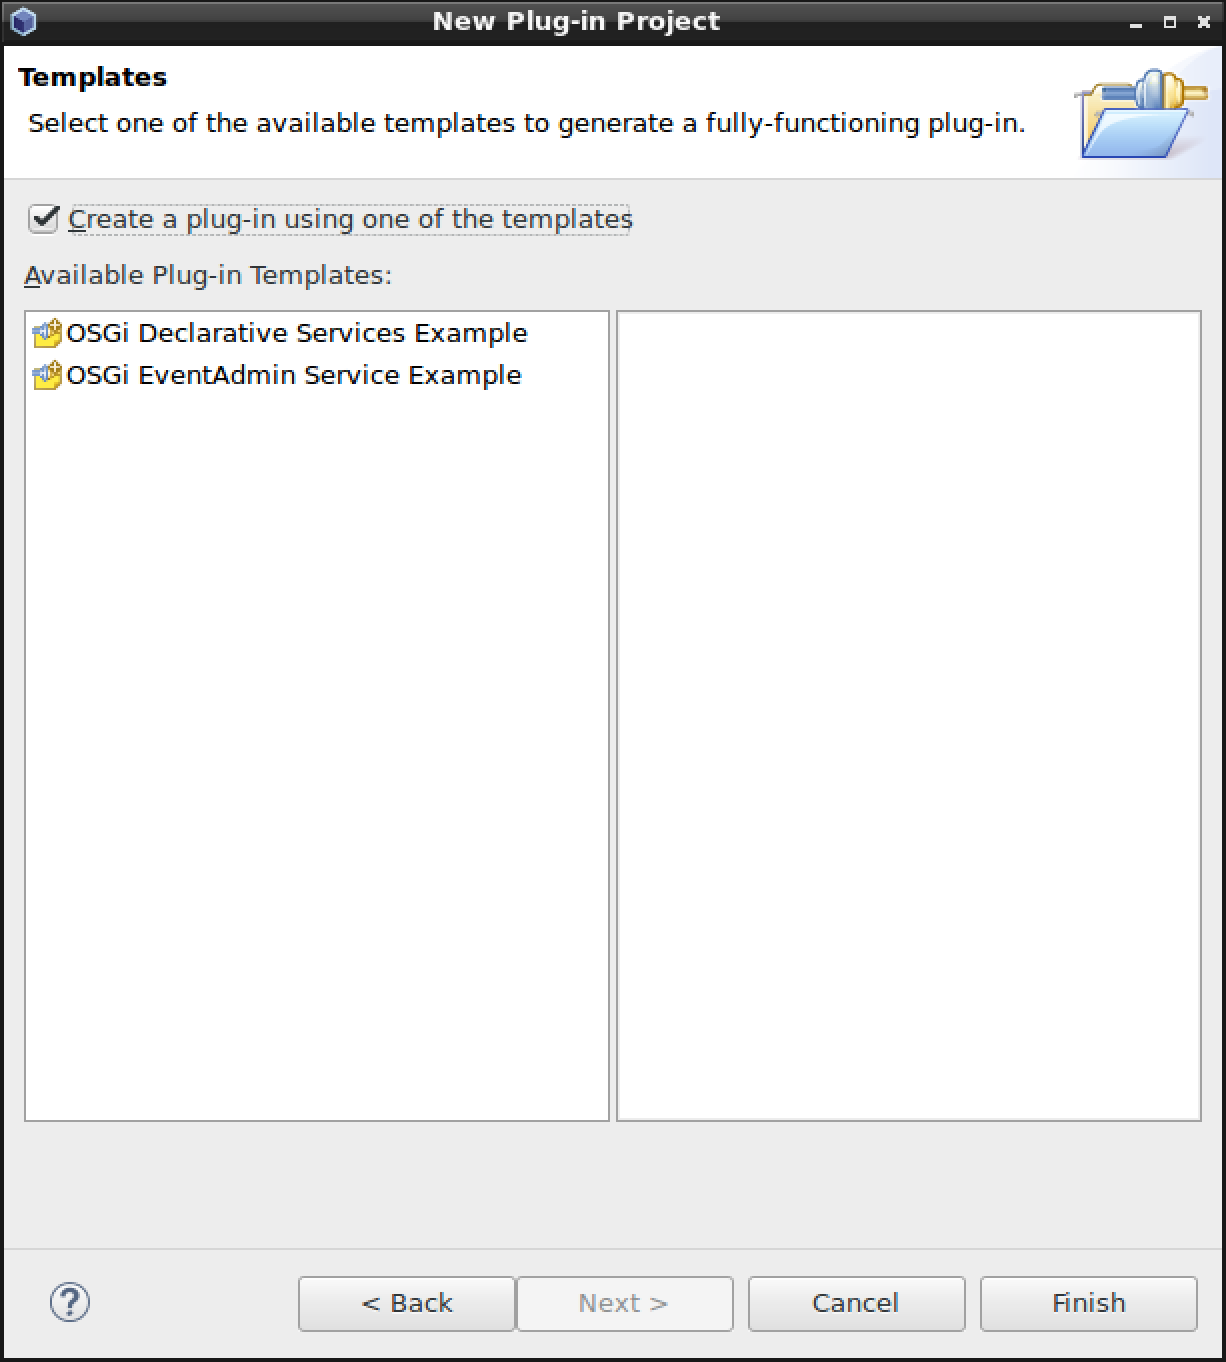 New Plug-in Project
Templates
Select one of the available templates to generate a fully-functioning plug-in.
Create a plug-in using one of the templates
Available Plug-in Templates:
OSGi Declarative Services Example
OSGi EventAdmin Service Example
?
< Back
Next >
Cancel
Finish